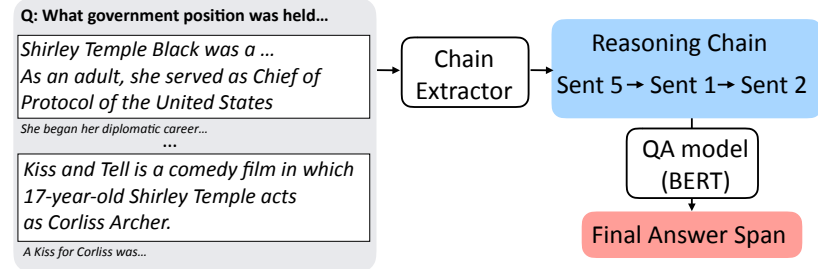 Q: What government position was held...
Shirley Temple Black was a ...
As an adult, she served as Chief of
Protocol of the United States
She began her diplomatic career...
...
Kiss and Tell is a comedy film in which
17-year-old Shirley Temple acts
as Corliss Archer.
A Kiss for Corliss was...
Chain
Extractor
Reasoning Chain
Sent 5→ Sent 1→ Sent 2
QA model
(BERT)
Final Answer Span